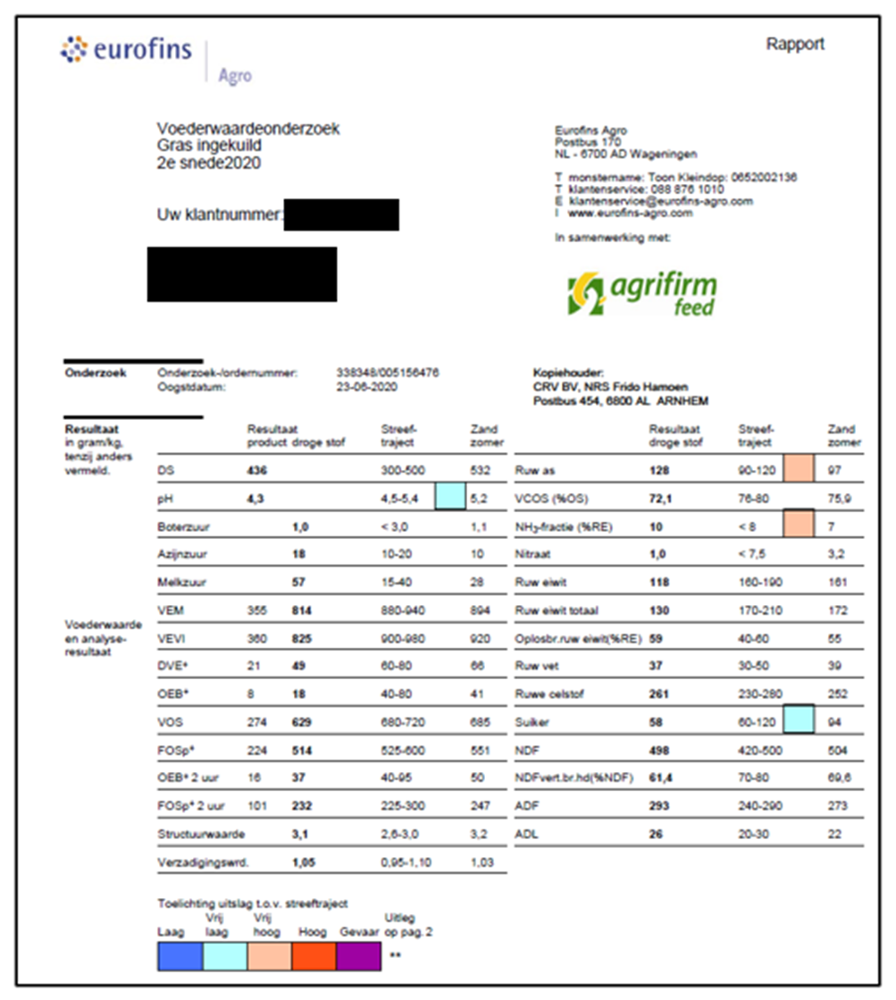 eurofins
Agro
Rapport
Voederwaardeonderzoek
Gras ingekuild
2e snede2020
Uw klantnummer:
Eurofins Agro
Postbus 170
NL - 6700 AD Wageningen
T monstername: Toon Kleindop: 0652002136
T klantenservice: 088 876 1010
E klantenservice@eurofins-agro.com
I www.eurofins-agro.com
In samenwerking met:
agrifirm
feed
Onderzoek Onderzoek-/ordernummer: 338348/005156476
Oogstdatum: 23-06-2020
Kopiehouder:
CRV BV, NRS Frido Hamoen
Postbus 454, 6800 AL ARNHEM
Resultaat
in gram/kg,
tenzij anders
vermeld.
Resultaat Streef- Zand
product droge stof traject zomer
DS 436 300-500 532
pH 4,3 4,5-5,4 5,2
Boterzuur 1,0 < 3,0 1,1
Azijnzuur 18 10-20 10
Melkzuur 57 15-40 28
Voederwaarde
en analyse-
resultaat
VEM 355 814 880-940 894
VEVI 360 825 900-980 920
DVE* 21 49 60-80 66
OEB* 8 18 40-80 41
VOS 274 629 680-720 685
FOSp* 224 514 525-600 551
OEB* 2 uur 16 37 40-95 50
FOSp* 2 uur 101 232 225-300 247
Structuurwaarde 3,1 2,6-3,0 3,2
Verzadigingswrd. 1,05 0,95-1,10 1,03
Resultaat Streef- Zand
droge stof traject zomer
Ruw as 128 90-120 97
VCOS (%OS) 72,1 76-80 75,9
NH₃-fractie (%RE) 10 < 8 7
Nitraat 1,0 < 7,5 3,2
Ruw eiwit 118 160-190 161
Ruw eiwit totaal 130 170-210 172
Oplosbr.ruw eiwit(%RE) 59 40-60 55
Ruw vet 37 30-50 39
Ruwe celstof 261 230-280 252
Suiker 58 60-120 94
NDF 498 420-500 504
NDFvert.br.hd(%NDF) 61,4 70-80 69,6
ADF 293 240-290 273
ADL 26 20-30 22
Toelichting uitslag t.o.v. streeftraject
Vrij Vrij Uitleg
Laag laag hoog Hoog Gevaar op pag. 2
**